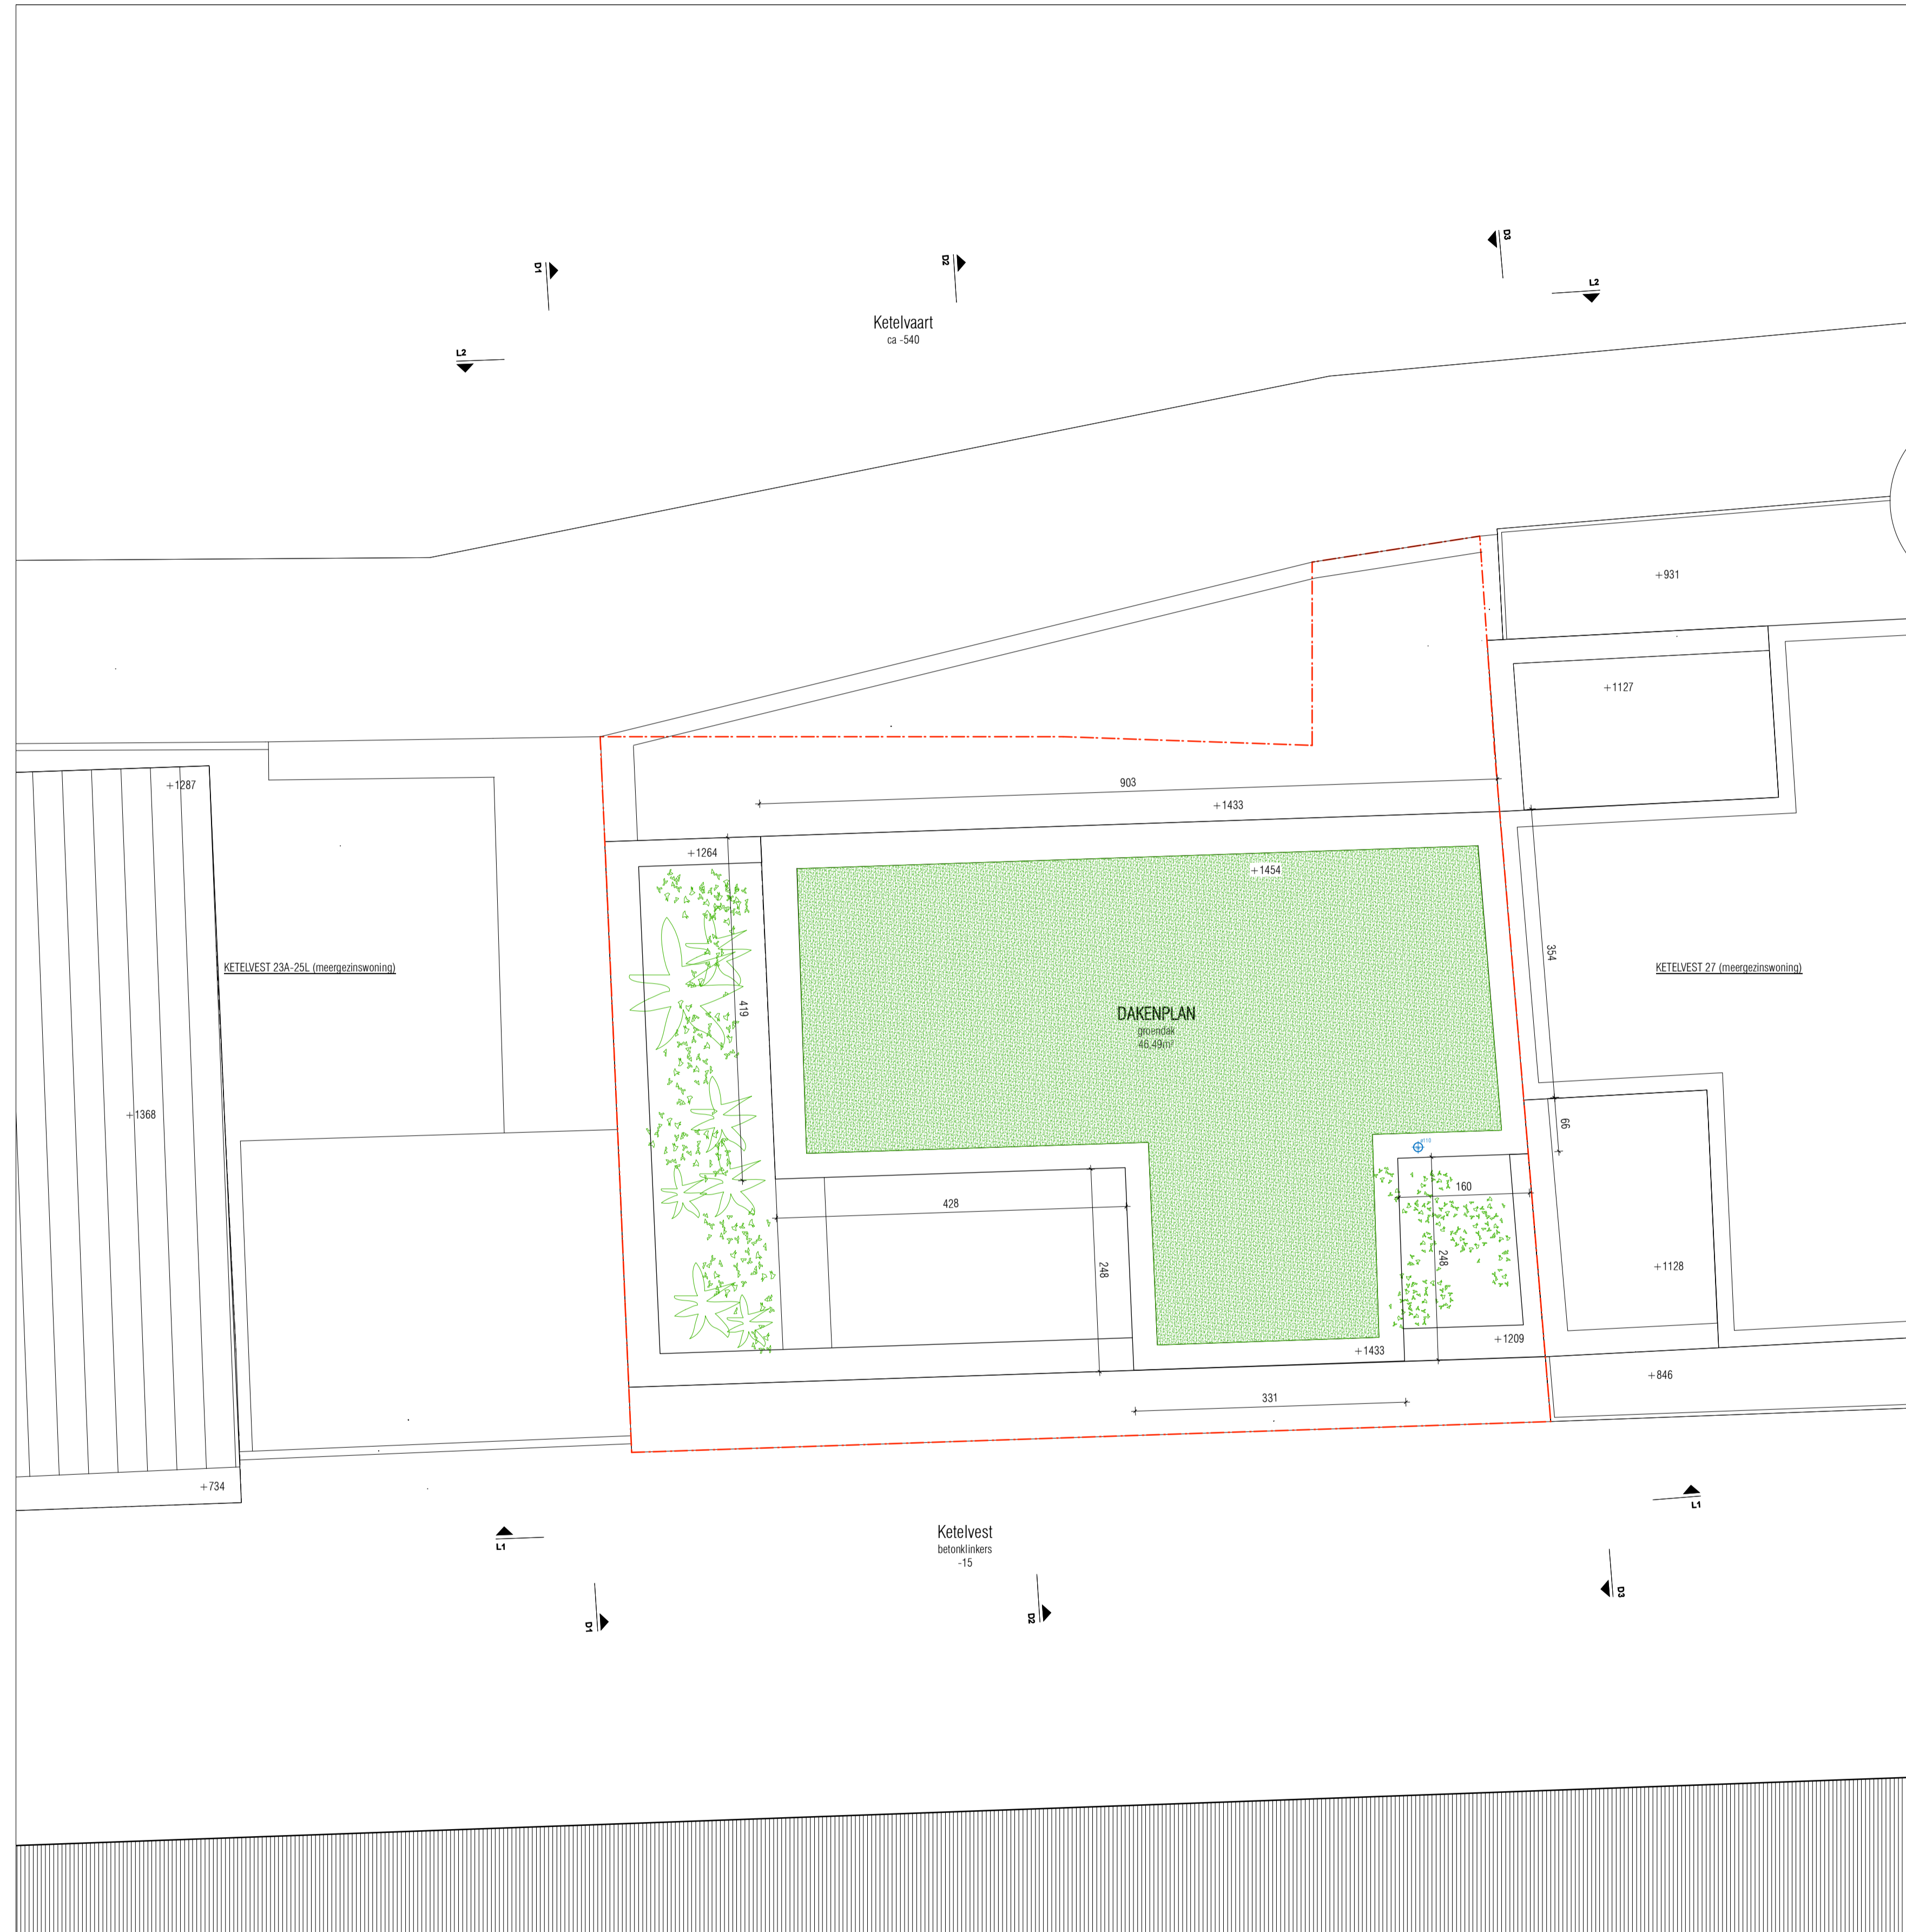 D3
D2
D1
L2
Ketelvaart
ca -540
L2
+931
+1127
903
+1287
+1433
+1264
+1454
354
KETELVEST 23A-25L (meergezinswoning)
KETELVEST 27 (meergezinswoning)
419
DAKENPLAN
groendak
46,49m²
+1368
66
160
428
248
248
+1128
+1209
+1433
+846
331
+734
L1
Ketelvest
betonklinkers
-15
L1
D3
D2
D1